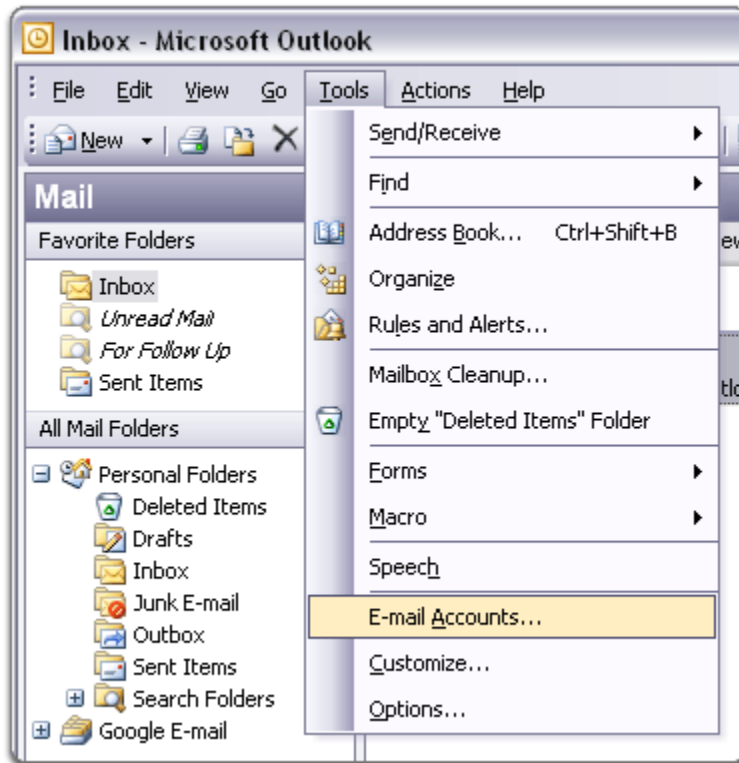 Inbox - Microsoft Outlook
File Edit View Go Tools Actions Help
New
Send/Receive
Find
Address Book... Ctrl+Shift+B
Organize
Rules and Alerts...
Mailbox Cleanup...
Empty "Deleted Items" Folder
Forms
Macro
Speech
E-mail Accounts...
Customize...
Options...
Mail
Favorite Folders
Inbox
Unread Mail
For Follow Up
Sent Items
All Mail Folders
Personal Folders
Deleted Items
Drafts
Inbox
Junk E-mail
Outbox
Sent Items
Search Folders
Google E-mail